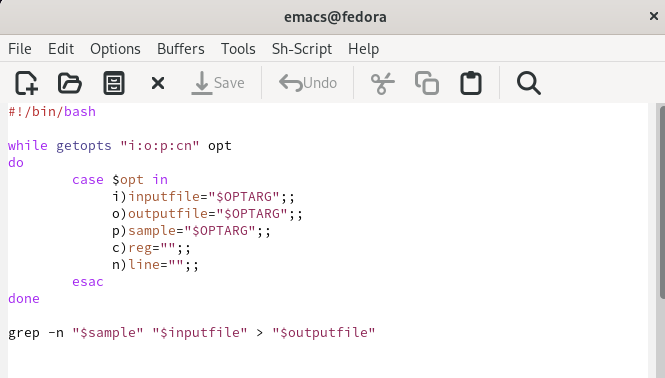 emacs@fedora
File Edit Options Buffers Tools Sh-Script Help
Save Undo
#!/bin/bash
while getopts "i:o:p:cn" opt
do
case $opt in
i)inputfile="$OPTARG";;
o)outputfile="$OPTARG";;
p)sample="$OPTARG";;
c)reg="";;
n)line="";;
esac
done
grep -n "$sample" "$inputfile" > "$outputfile"